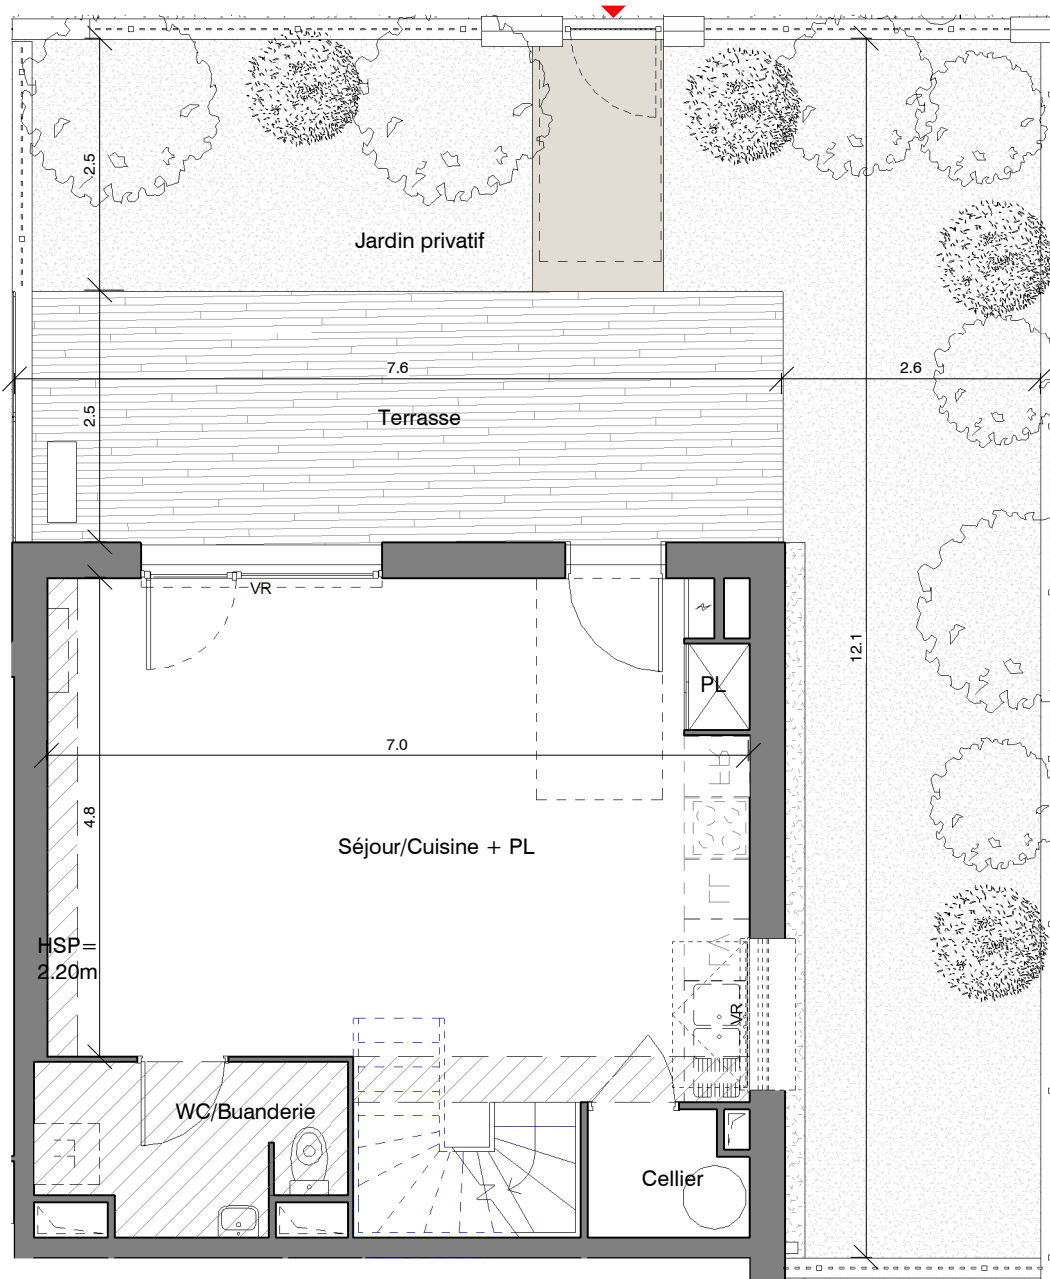 2.5
Jardin privatif
7.6
2.6
2.5
Terrasse
VR
12.1
PL
7.0
4.8
Séjour/Cuisine + PL
HSP=
2.20m
VR
WC/Buanderie
Cellier